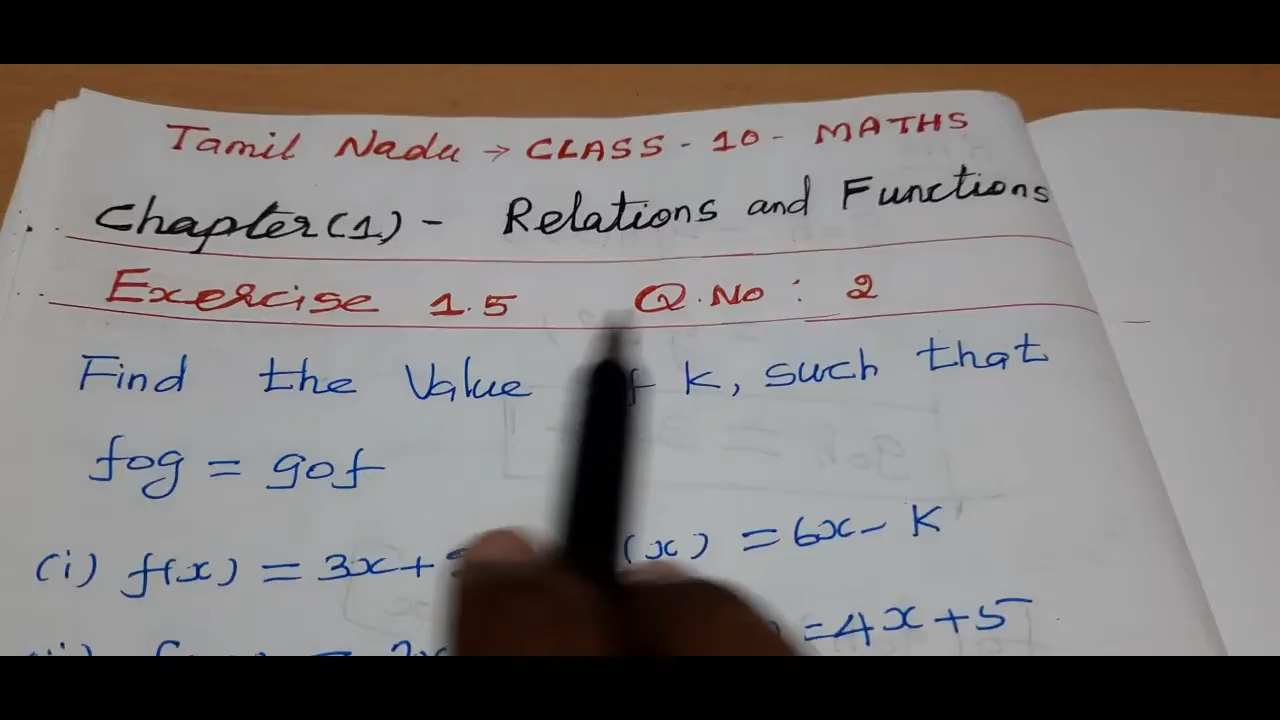 Tamil Nadu → CLASS - 10 - MATHS
Chapter(1) - Relations and Functions
Exercise 1.5 Q.No : 2
Find the Value k, such that
fog = gof
(i) f(x) = 3x + (x) = 6x - k
= 4x + 5